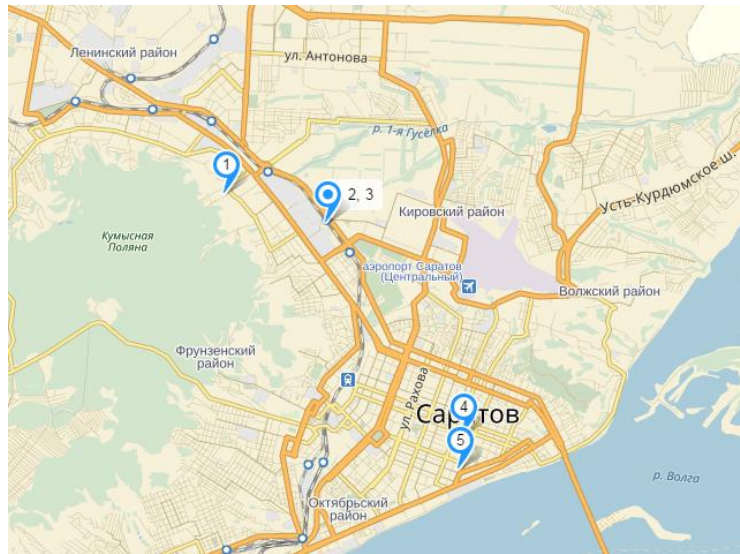 Ленинский район
ул. Антонова
р. 1-я Гусёлка
1
2, 3
Усть-Курдюмское ш.
Кировский район
Кумысная
Поляна
аэропорт Саратов
(Центральный)
Волжский район
Фрунзенский
район
ул. Рахова
4
Саратов
5
р. Волга
Октябрьский
район